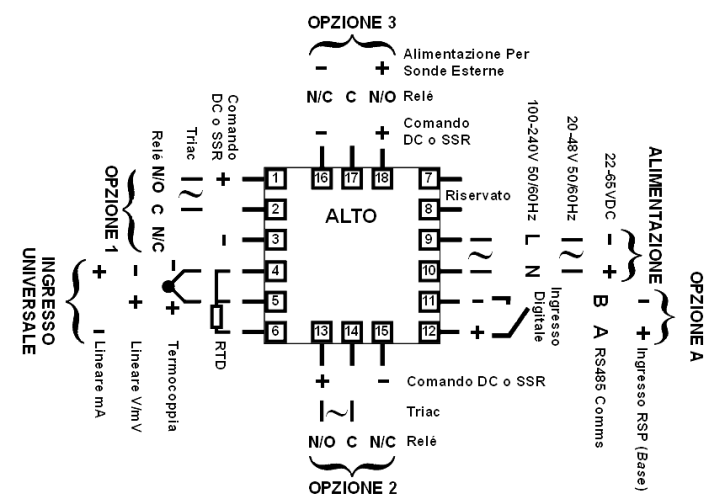 OPZIONE 3
− + Alimentazione Per
Sonde Esterne
N/C C N/O Relé
− + Comando
DC o SSR
16 17 18
ALTO
1
2
3
4
5
6
7
8
9
10
11
12
13 14 15
+ − Comando DC o SSR
~ Triac
N/O C N/C Relé
OPZIONE 2
Comando
DC o SSR
+
−
Triac
~
Relé N/O C N/C
OPZIONE 1
RTD
Termocoppia
− +
Lineare V/mV
− +
Lineare mA
+ −
INGRESSO
UNIVERSALE
Riservato
~
100-240V 50/60Hz
L N
20-48V 50/60Hz
~
22-65VDC
− +
ALIMENTAZIONE
− +
Ingresso
Digitale
B A RS485 Comms
− + Ingresso RSP (Base)
OPZIONE A